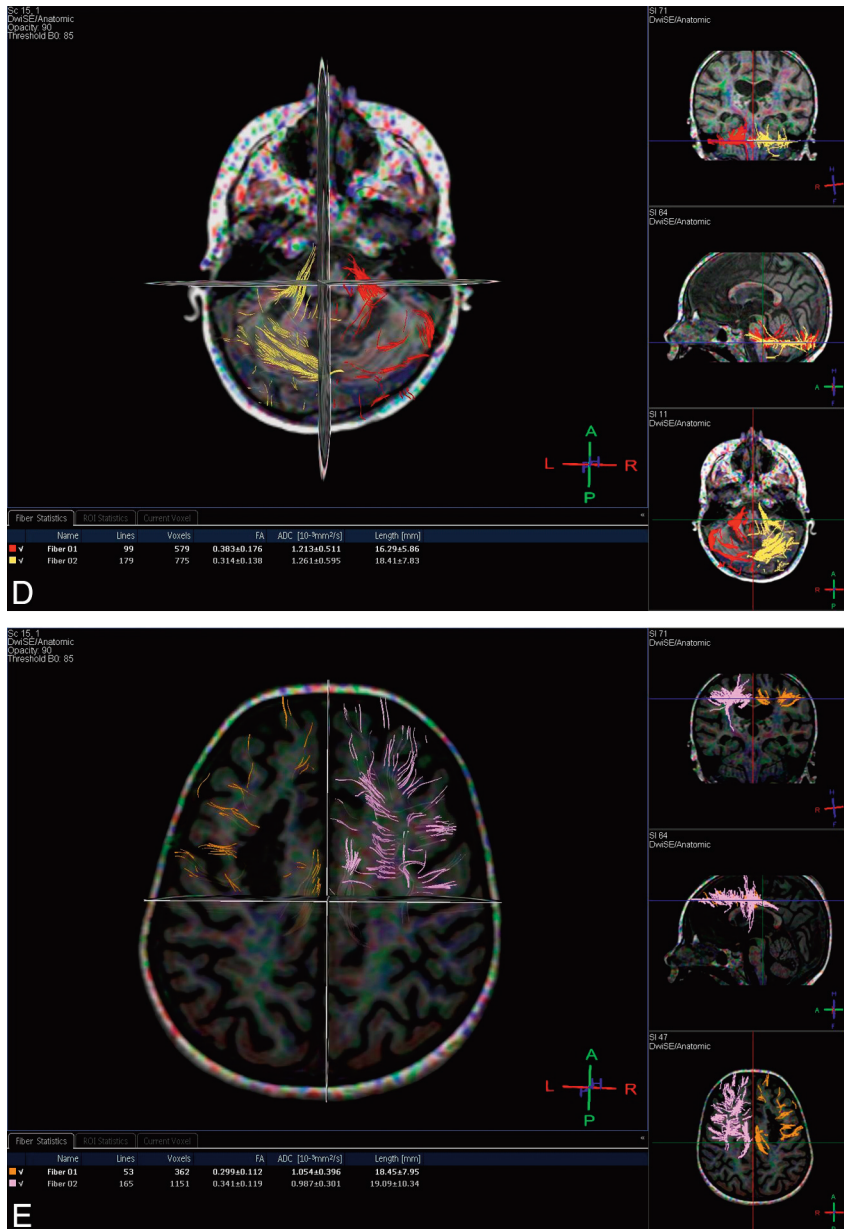 Sc 15, 1
DwiSE/Anatomic
Opacity: 90
Threshold B0: 85
A
L R
P
Sl 71
DwiSE/Anatomic
H
R
F
Sl 64
DwiSE/Anatomic
H
A
F
Sl 11
DwiSE/Anatomic
A
R
P
Fiber Statistics ROI Statistics Current Voxel «
Name Lines Voxels FA ADC [10-³mm²/s] Length [mm]
√ Fiber 01 99 579 0.383±0.176 1.213±0.511 16.29±5.86
√ Fiber 02 179 775 0.314±0.138 1.261±0.595 18.41±7.83
D
Sc 15, 1
DwiSE/Anatomic
Opacity: 90
Threshold B0: 85
A
L R
P
Sl 71
DwiSE/Anatomic
H
R
F
Sl 64
DwiSE/Anatomic
H
A
F
Sl 47
DwiSE/Anatomic
A
R
Fiber Statistics ROI Statistics Current Voxel «
Name Lines Voxels FA ADC [10-³mm²/s] Length [mm]
√ Fiber 01 53 362 0.299±0.112 1.054±0.396 18.45±7.95
√ Fiber 02 165 1151 0.341±0.119 0.987±0.301 19.09±10.34
E